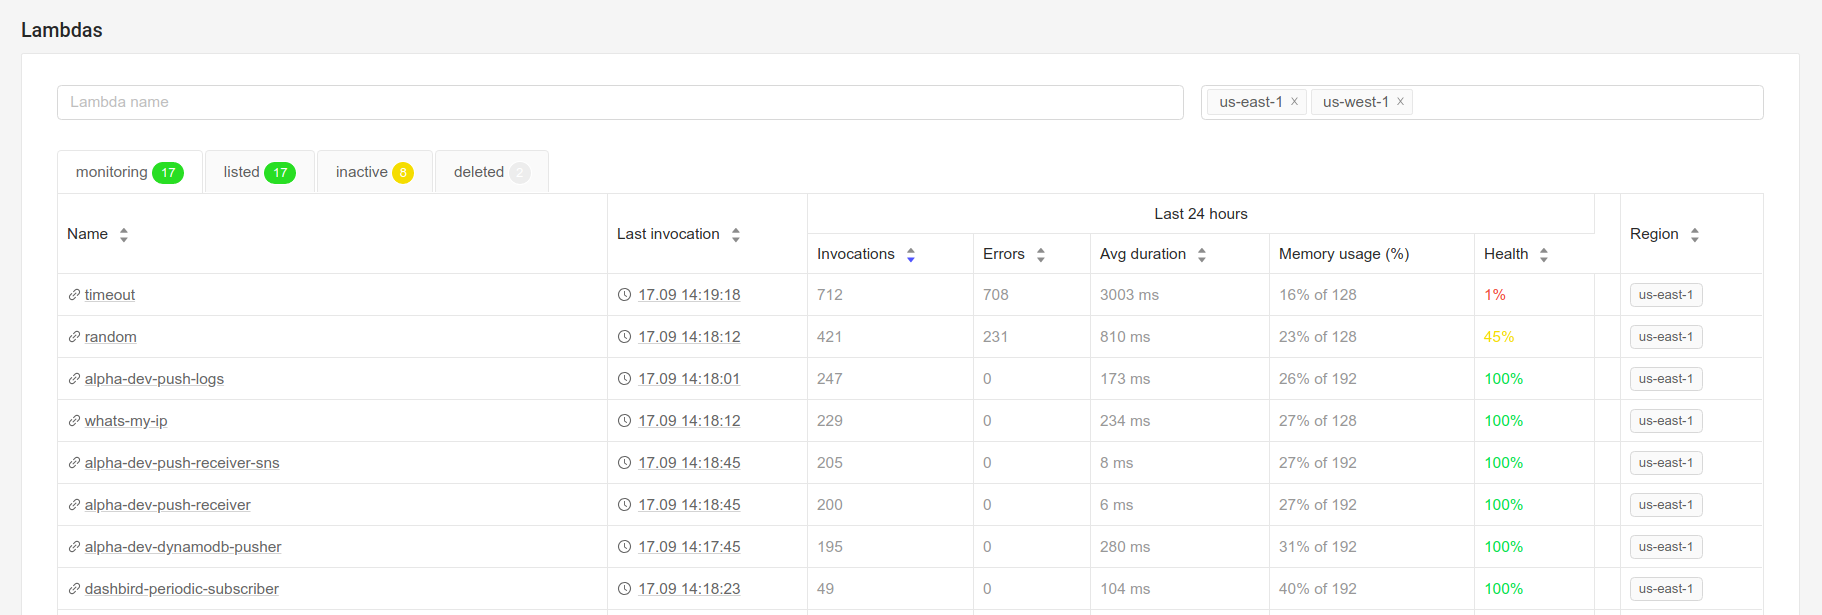 Lambdas
Lambda name
us-east-1 x us-west-1 x
monitoring 17 listed 17 inactive 8 deleted 2
Last 24 hours
Name Last invocation Region
Invocations Errors Avg duration Memory usage (%) Health
timeout 17.09 14:19:18 712 708 3003 ms 16% of 128 1% us-east-1
random 17.09 14:18:12 421 231 810 ms 23% of 128 45% us-east-1
alpha-dev-push-logs 17.09 14:18:01 247 0 173 ms 26% of 192 100% us-east-1
whats-my-ip 17.09 14:18:12 229 0 234 ms 27% of 128 100% us-east-1
alpha-dev-push-receiver-sns 17.09 14:18:45 205 0 8 ms 27% of 192 100% us-east-1
alpha-dev-push-receiver 17.09 14:18:45 200 0 6 ms 27% of 192 100% us-east-1
alpha-dev-dynamodb-pusher 17.09 14:17:45 195 0 280 ms 31% of 192 100% us-east-1
dashbird-periodic-subscriber 17.09 14:18:23 49 0 104 ms 40% of 192 100% us-east-1